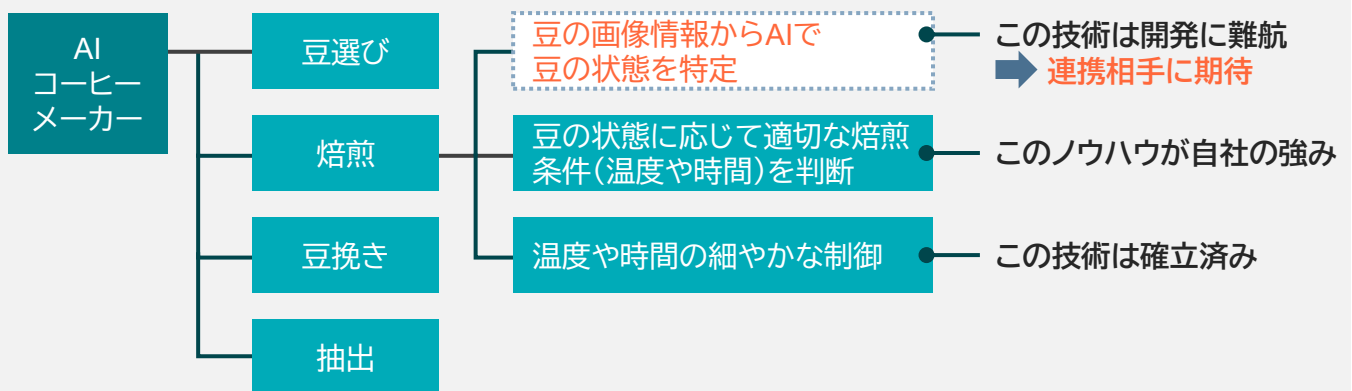 AI
コーヒー
メーカー
豆選び
焙煎
豆挽き
抽出
豆の画像情報からAIで
豆の状態を特定
豆の状態に応じて適切な焙煎
条件(温度や時間)を判断
温度や時間の細やかな制御
この技術は開発に難航
連携相手に期待
このノウハウが自社の強み
この技術は確立済み